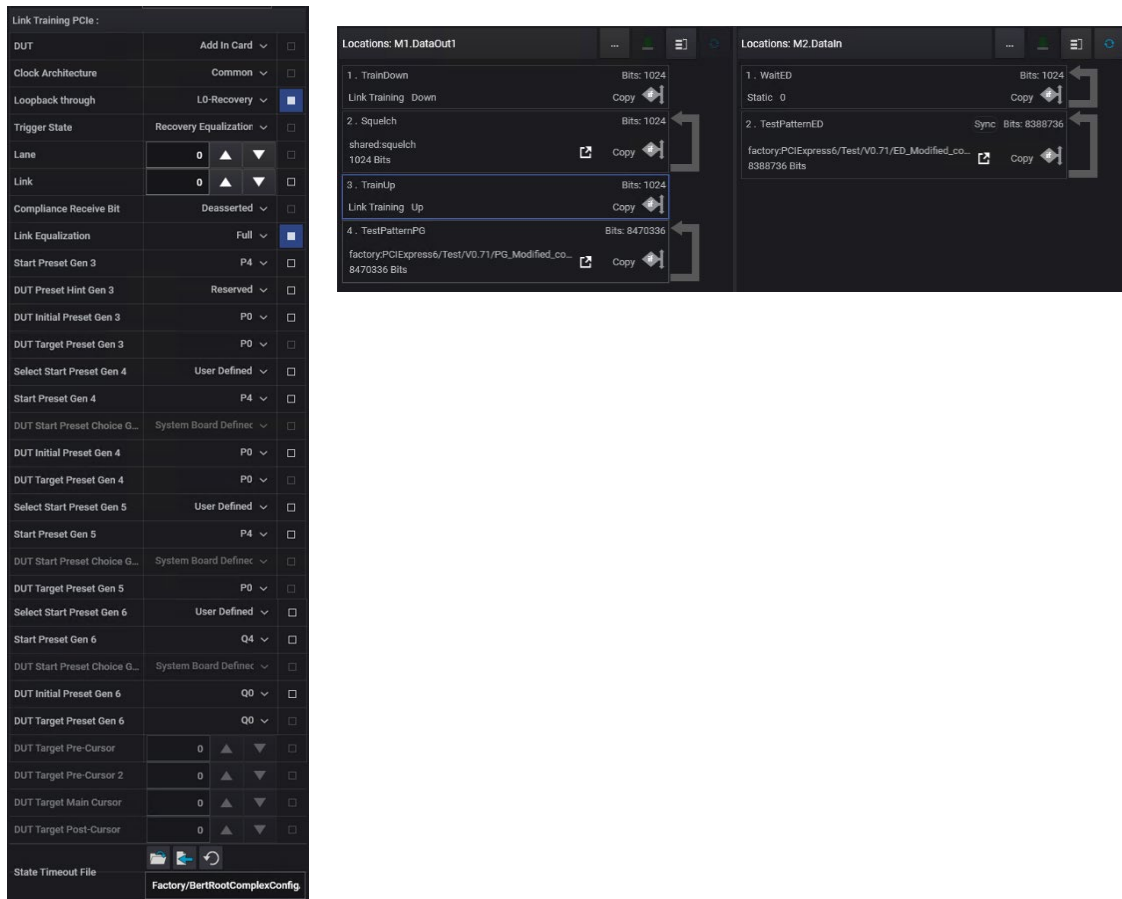 Link Training PCIe :
DUT Add In Card
Clock Architecture Common
Loopback through L0-Recovery
Trigger State Recovery Equalization
Lane 0
Link 0
Compliance Receive Bit Deasserted
Link Equalization Full
Start Preset Gen 3 P4
DUT Preset Hint Gen 3 Reserved
DUT Initial Preset Gen 3 P0
DUT Target Preset Gen 3 P0
Select Start Preset Gen 4 User Defined
Start Preset Gen 4 P4
DUT Start Preset Choice G... System Board Defined
DUT Initial Preset Gen 4 P0
DUT Target Preset Gen 4 P0
Select Start Preset Gen 5 User Defined
Start Preset Gen 5 P4
DUT Start Preset Choice G... System Board Defined
DUT Target Preset Gen 5 P0
Select Start Preset Gen 6 User Defined
Start Preset Gen 6 Q4
DUT Start Preset Choice G... System Board Defined
DUT Initial Preset Gen 6 Q0
DUT Target Preset Gen 6 Q0
DUT Target Pre-Cursor 0
DUT Target Pre-Cursor 2 0
DUT Target Main Cursor 0
DUT Target Post-Cursor 0
State Timeout File
Factory/BertRootComplexConfig.
Locations: M1.DataOut1 ...
1 . TrainDown Bits: 1024
Link Training Down Copy
2 . Squelch Bits: 1024
shared:squelch Copy
1024 Bits
3 . TrainUp Bits: 1024
Link Training Up Copy
4 . TestPatternPG Bits: 8470336
factory:PCIExpress6/Test/V0.71/PG_Modified_co... Copy
8470336 Bits
Locations: M2.DataIn ...
1 . WaitED Bits: 1024
Static 0 Copy
2 . TestPatternED Sync Bits: 8388736
factory:PCIExpress6/Test/V0.71/ED_Modified_co... Copy
8388736 Bits